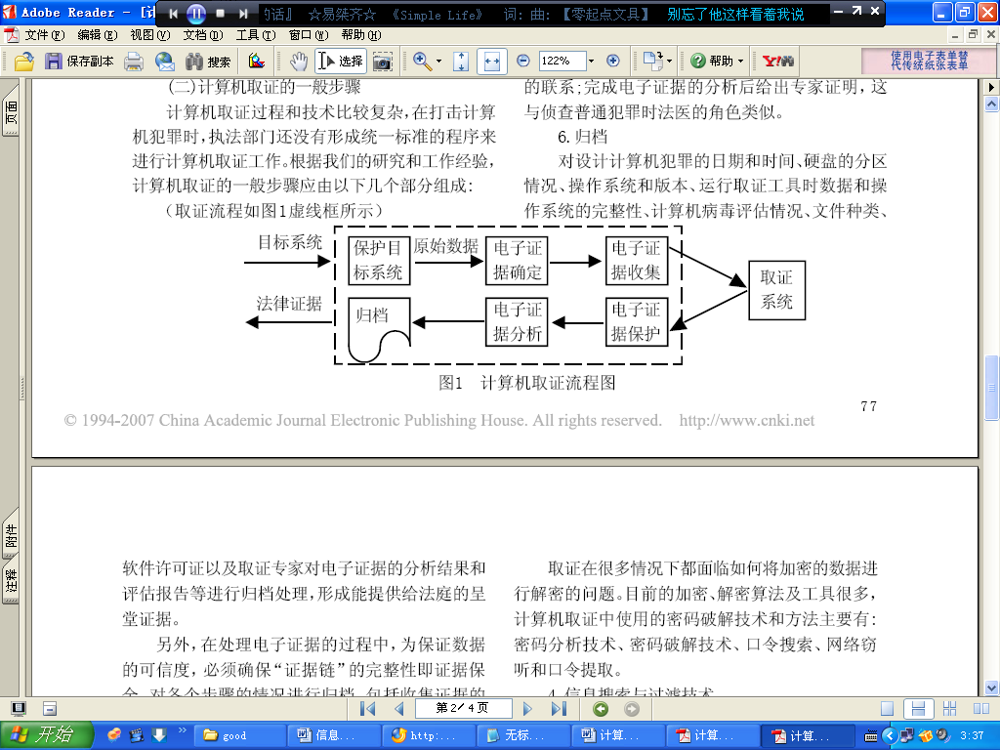 Adobe Reader - [计
的话』 ☆易桀齐☆ 《Simple Life》 词: 曲: 【零起点文具】 别忘了他这样看着我说
文件(F) 编辑(E) 视图(V) 文档(D) 工具(T) 窗口(W) 帮助(H)
保存副本 搜索 选择 122% 帮助 Y!
使用电子表单替
代传统纸张表单
页面
(二)计算机取证的一般步骤
计算机取证过程和技术比较复杂,在打击计算
机犯罪时,执法部门还没有形成统一标准的程序来
进行计算机取证工作。根据我们的研究和工作经验,
计算机取证的一般步骤应由以下几个部分组成:
(取证流程如图1虚线框所示)
的联系;完成电子证据的分析后给出专家证明,这
与侦查普通犯罪时法医的角色类似。
6. 归档
对设计计算机犯罪的日期和时间、硬盘的分区
情况、操作系统和版本、运行取证工具时数据和操
作系统的完整性、计算机病毒评估情况、文件种类、
目标系统
保护目
标系统
原始数据
电子证
据确定
电子证
据收集
取证
系统
法律证据
归档
电子证
据分析
电子证
据保护
图1 计算机取证流程图
77
© 1994-2007 China Academic Journal Electronic Publishing House. All rights reserved. http://www.cnki.net
附件
注释
软件许可证以及取证专家对电子证据的分析结果和
评估报告等进行归档处理,形成能提供给法庭的呈
堂证据。
另外,在处理电子证据的过程中,为保证数据
的可信度,必须确保“证据链”的完整性即证据保
全,对各个步骤的情况进行归档,包括收集证据的
取证在很多情况下都面临如何将加密的数据进
行解密的问题。目前的加密、解密算法及工具很多,
计算机取证中使用的密码破解技术和方法主要有:
密码分析技术、密码破解技术、口令搜索、网络窃
听和口令提取。
4. 信息搜索与过滤技术
第 2 / 4 页
开始 good 信息... http:... 无标... 计算... 计算... 计算... 3:37